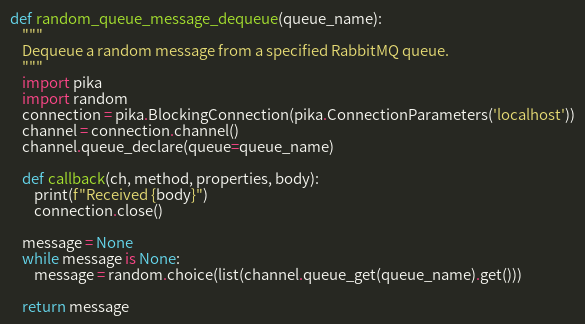 def random_queue_message_dequeue(queue_name):
    """
    Dequeue a random message from a specified RabbitMQ queue.
    """
    import pika
    import random
    connection = pika.BlockingConnection(pika.ConnectionParameters('localhost'))
    channel = connection.channel()
    channel.queue_declare(queue=queue_name)

    def callback(ch, method, properties, body):
        print(f"Received {body}")
        connection.close()

    message = None
    while message is None:
        message = random.choice(list(channel.queue_get(queue_name).get()))

    return message